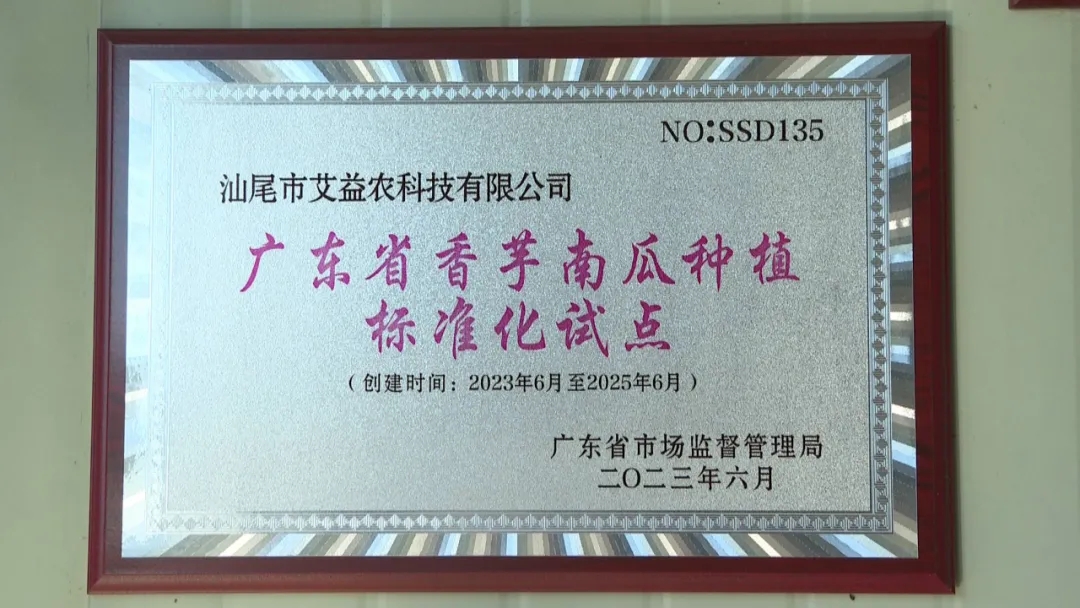 NO:SSD135
汕尾市艾益农科技有限公司
广东省香芋南瓜种植
标准化试点
（创建时间：2023年6月至2025年6月）
广东省市场监督管理局
二O二三年六月